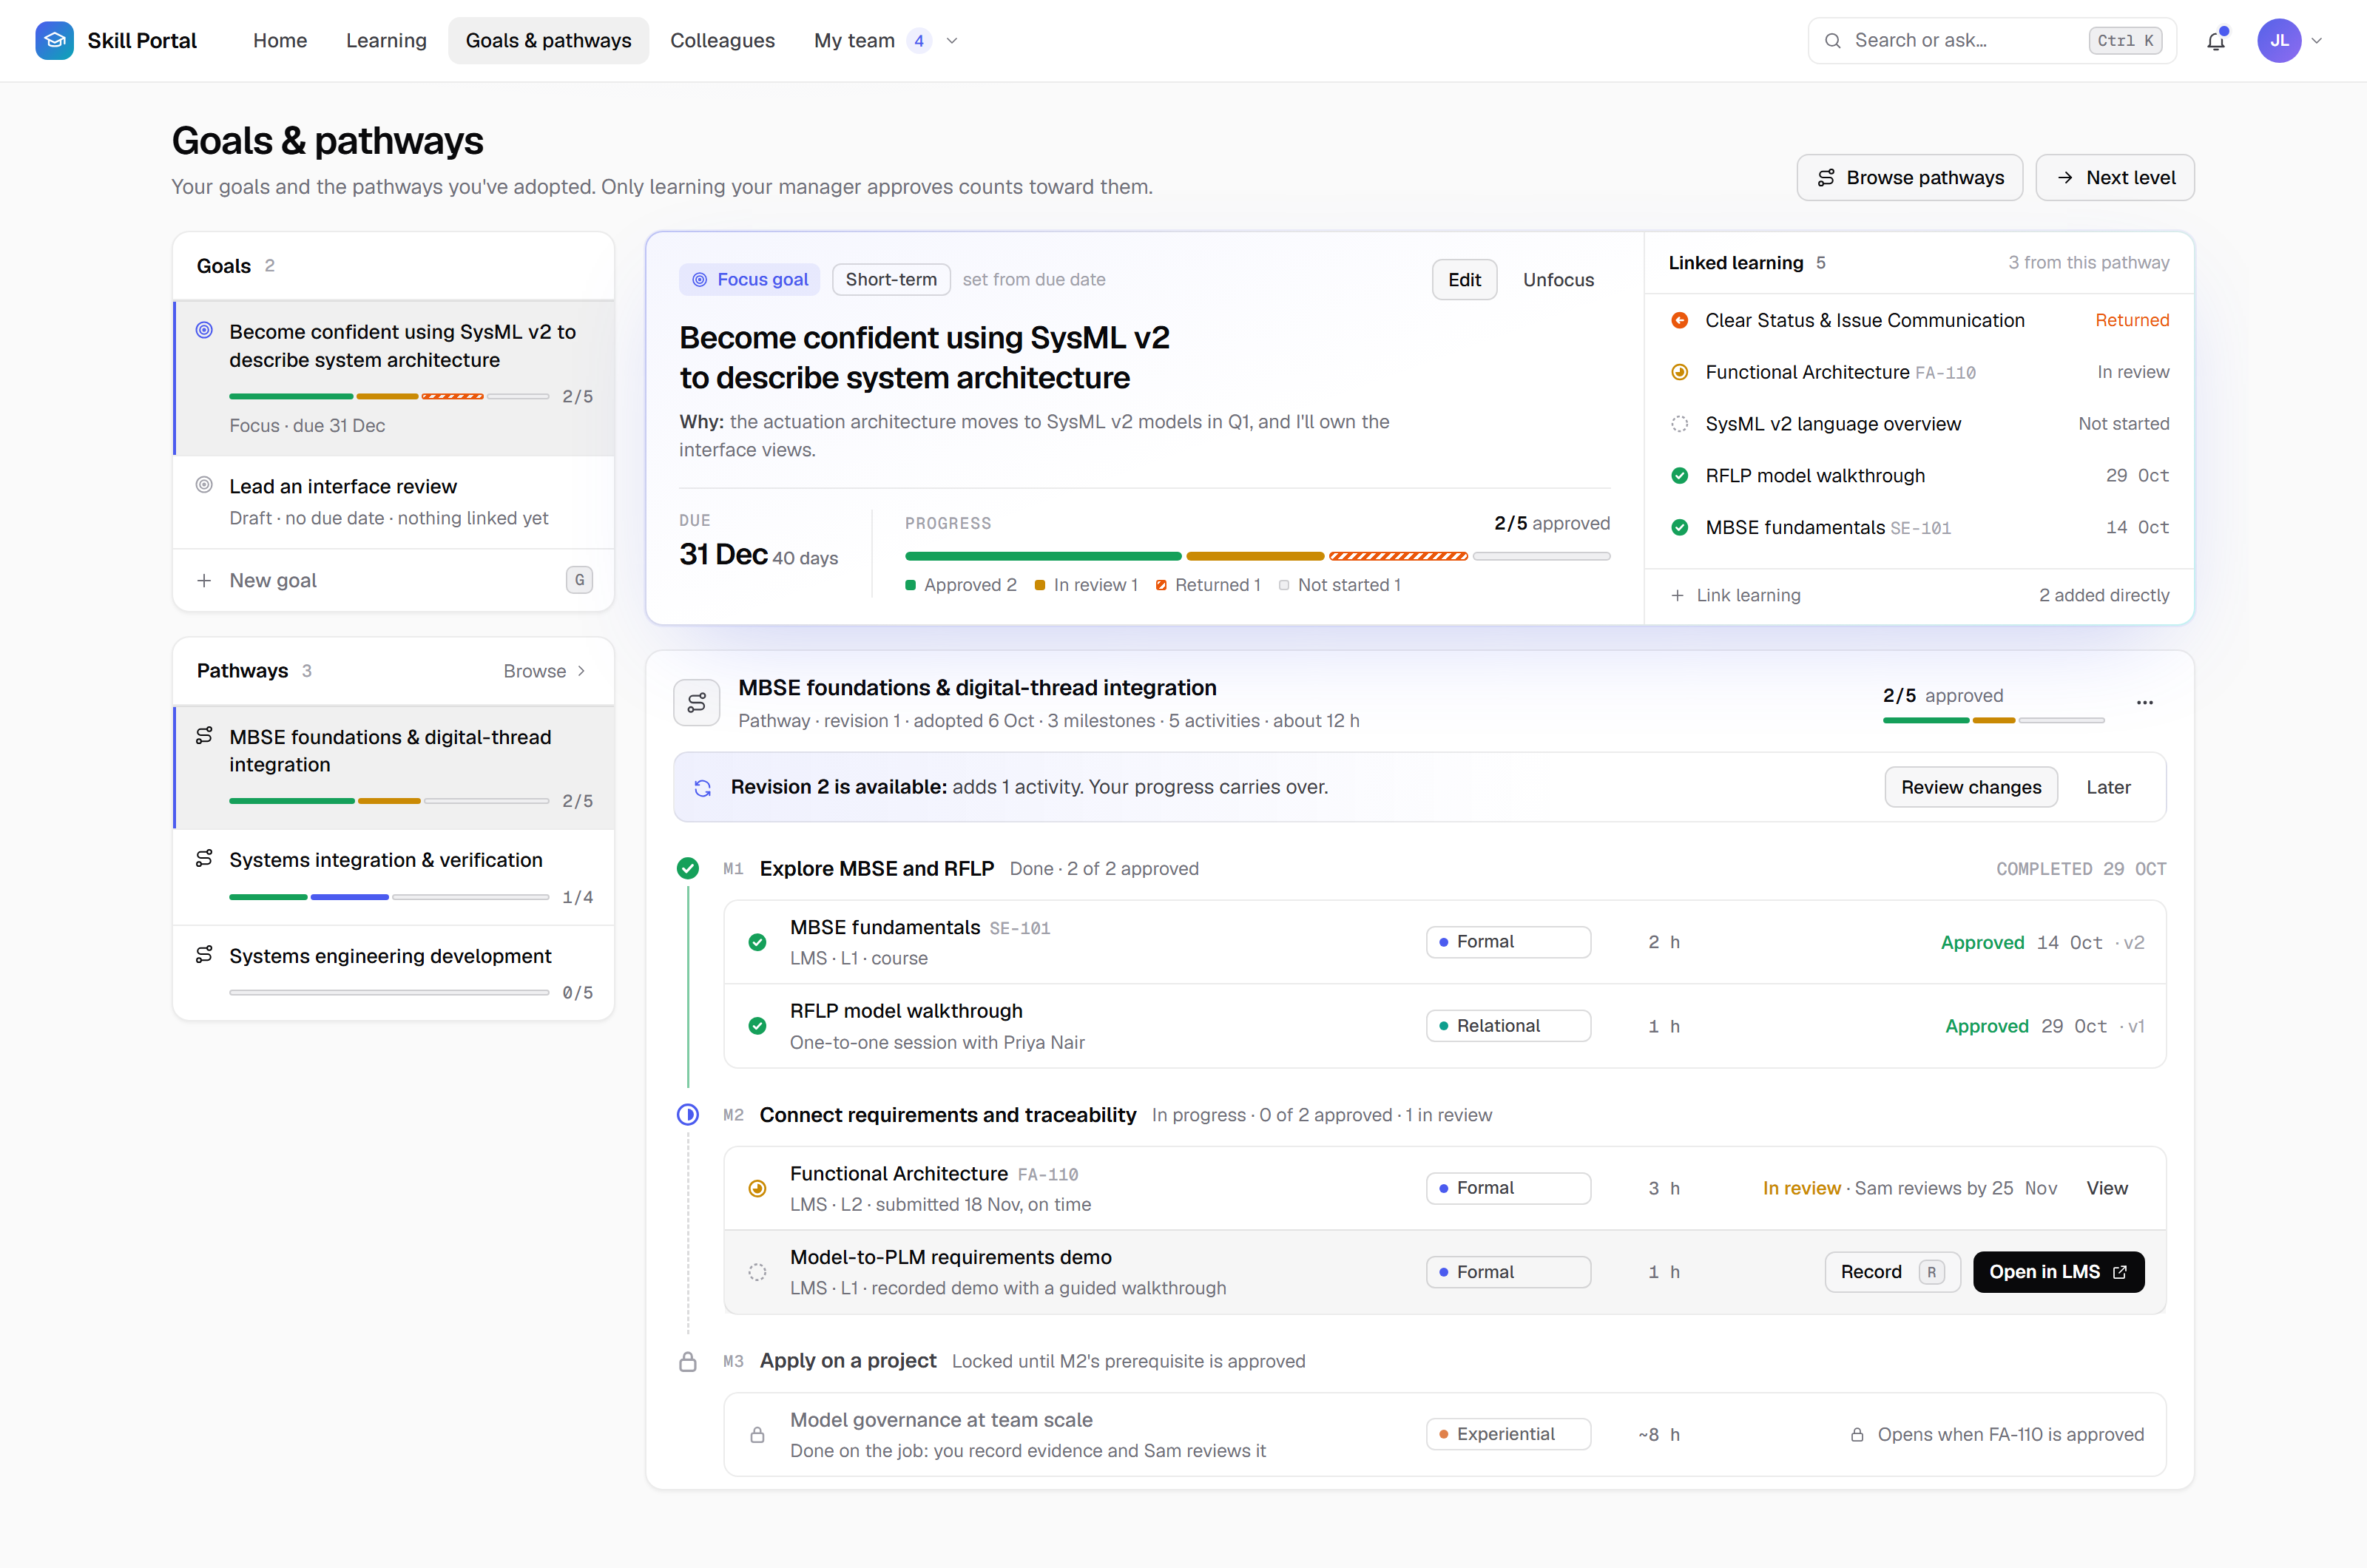 Skill Portal
Home
Learning
Goals & pathways
Colleagues
My team 4
Search or ask...
Ctrl K
JL
Goals & pathways
Your goals and the pathways you've adopted. Only learning your manager approves counts toward them.
Browse pathways
Next level
Goals 2
Become confident using SysML v2 to
describe system architecture
2/5
Focus · due 31 Dec
Lead an interface review
Draft · no due date · nothing linked yet
New goal
G
Pathways 3
Browse
MBSE foundations & digital-thread
integration
2/5
Systems integration & verification
1/4
Systems engineering development
0/5
Focus goal
Short-term
set from due date
Edit
Unfocus
Become confident using SysML v2
to describe system architecture
Why: the actuation architecture moves to SysML v2 models in Q1, and I'll own the
interface views.
DUE
31 Dec 40 days
PROGRESS
2/5 approved
Approved 2
In review 1
Returned 1
Not started 1
Linked learning 5
3 from this pathway
Clear Status & Issue Communication
Returned
Functional Architecture FA-110
In review
SysML v2 language overview
Not started
RFLP model walkthrough
29 Oct
MBSE fundamentals SE-101
14 Oct
Link learning
2 added directly
MBSE foundations & digital-thread integration
Pathway · revision 1 · adopted 6 Oct · 3 milestones · 5 activities · about 12 h
2/5 approved
Revision 2 is available: adds 1 activity. Your progress carries over.
Review changes
Later
M1 Explore MBSE and RFLP Done · 2 of 2 approved
COMPLETED 29 OCT
MBSE fundamentals SE-101
LMS · L1 · course
Formal
2 h
Approved 14 Oct · v2
RFLP model walkthrough
One-to-one session with Priya Nair
Relational
1 h
Approved 29 Oct · v1
M2 Connect requirements and traceability In progress · 0 of 2 approved · 1 in review
Functional Architecture FA-110
LMS · L2 · submitted 18 Nov, on time
Formal
3 h
In review · Sam reviews by 25 Nov
View
Model-to-PLM requirements demo
LMS · L1 · recorded demo with a guided walkthrough
Formal
1 h
Record R
Open in LMS
M3 Apply on a project Locked until M2's prerequisite is approved
Model governance at team scale
Done on the job: you record evidence and Sam reviews it
Experiential
~8 h
Opens when FA-110 is approved